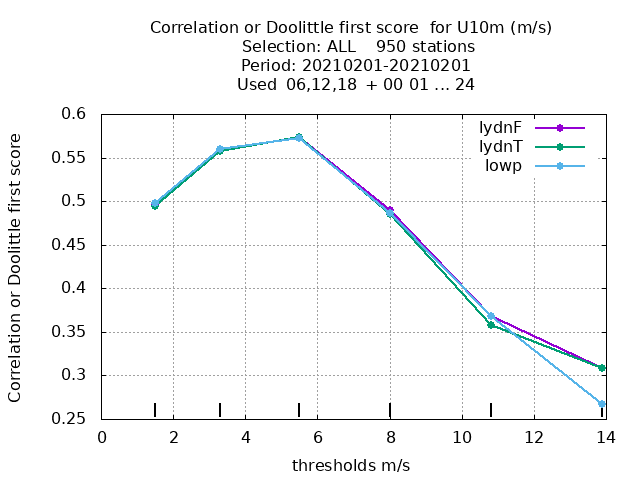 Correlation or Doolittle first score  for U10m (m/s)
Selection: ALL    950 stations
Period: 20210201-20210201
Used  06,12,18  + 00 01 ... 24
lydnF
lydnT
lowp
Correlation or Doolittle first score
0.6
0.55
0.5
0.45
0.4
0.35
0.3
0.25
0 2 4 6 8 10 12 14
thresholds m/s